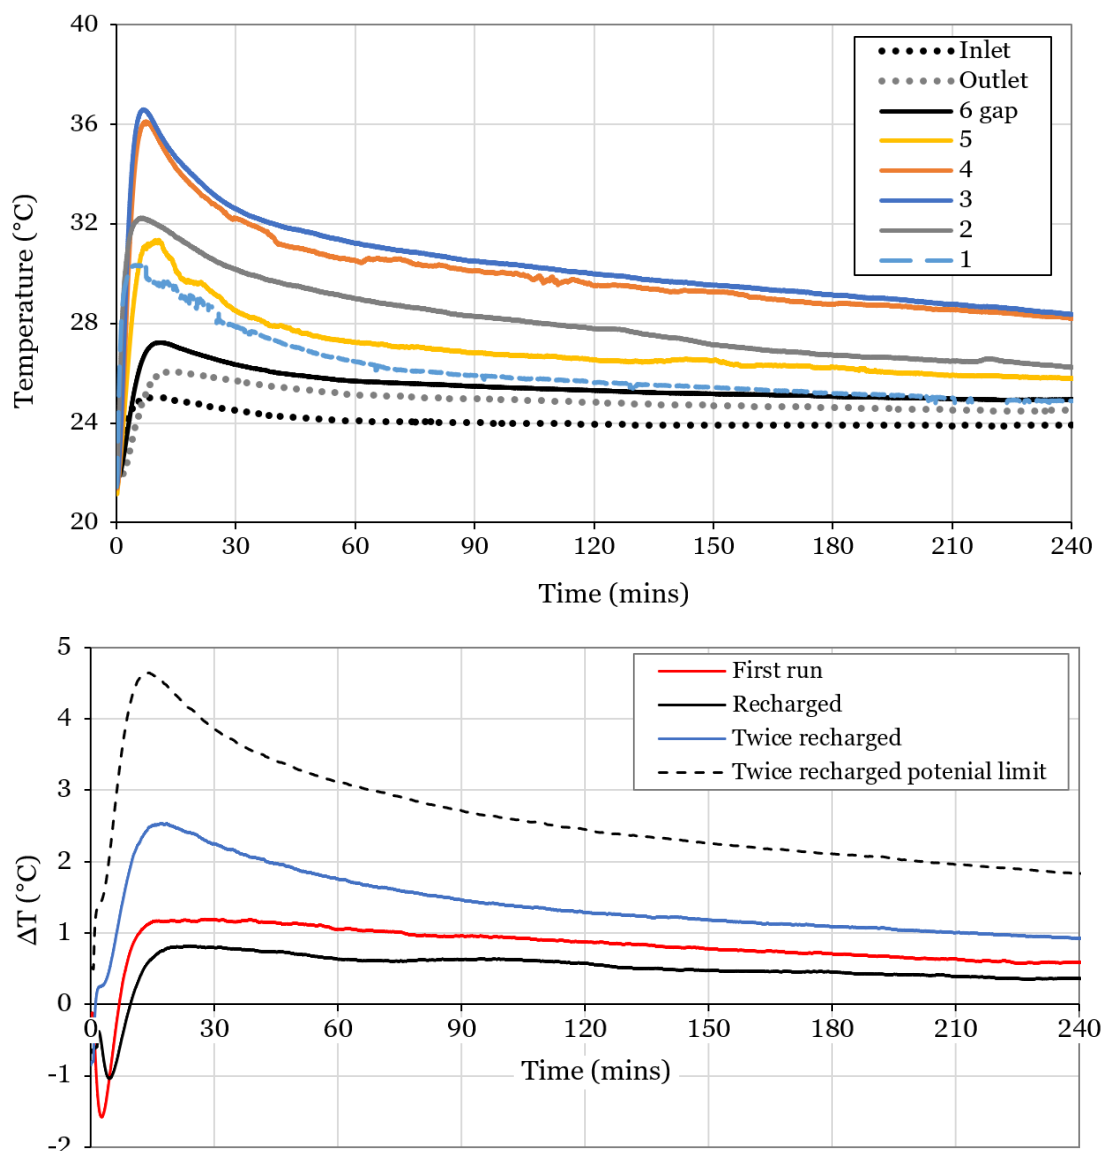 40
36
32
28
24
20
Temperature (°C)
Inlet
Outlet
6 gap
5
4
3
2
1
0 30 60 90 120 150 180 210 240
Time (mins)
5
4
3
2
1
0
-1
-2
ΔT (°C)
First run
Recharged
Twice recharged
Twice recharged potenial limit
0 30 60 90 120 150 180 210 240
Time (mins)